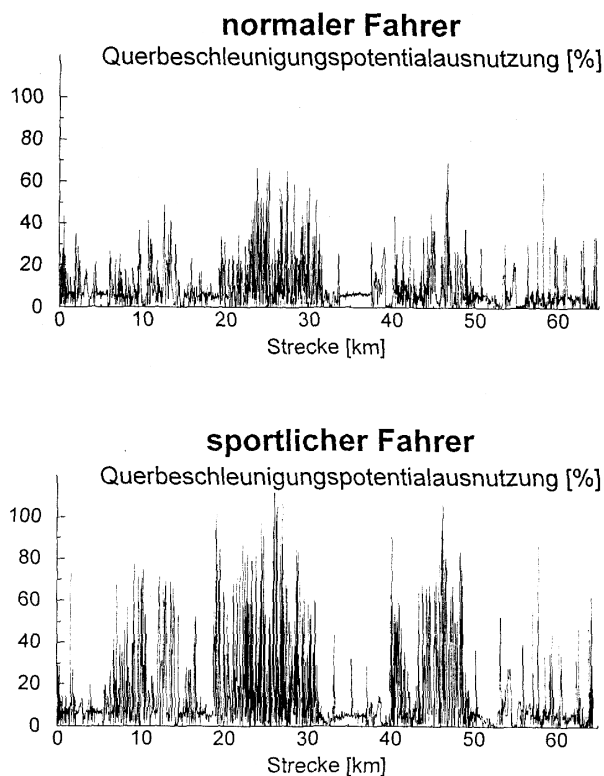 normaler Fahrer
Querbeschleunigungspotentialausnutzung [%]
100
80
60
40
20
0
0 10 20 30 40 50 60
Strecke [km]
sportlicher Fahrer
Querbeschleunigungspotentialausnutzung [%]
100
80
60
40
20
0
0 10 20 30 40 50 60
Strecke [km]